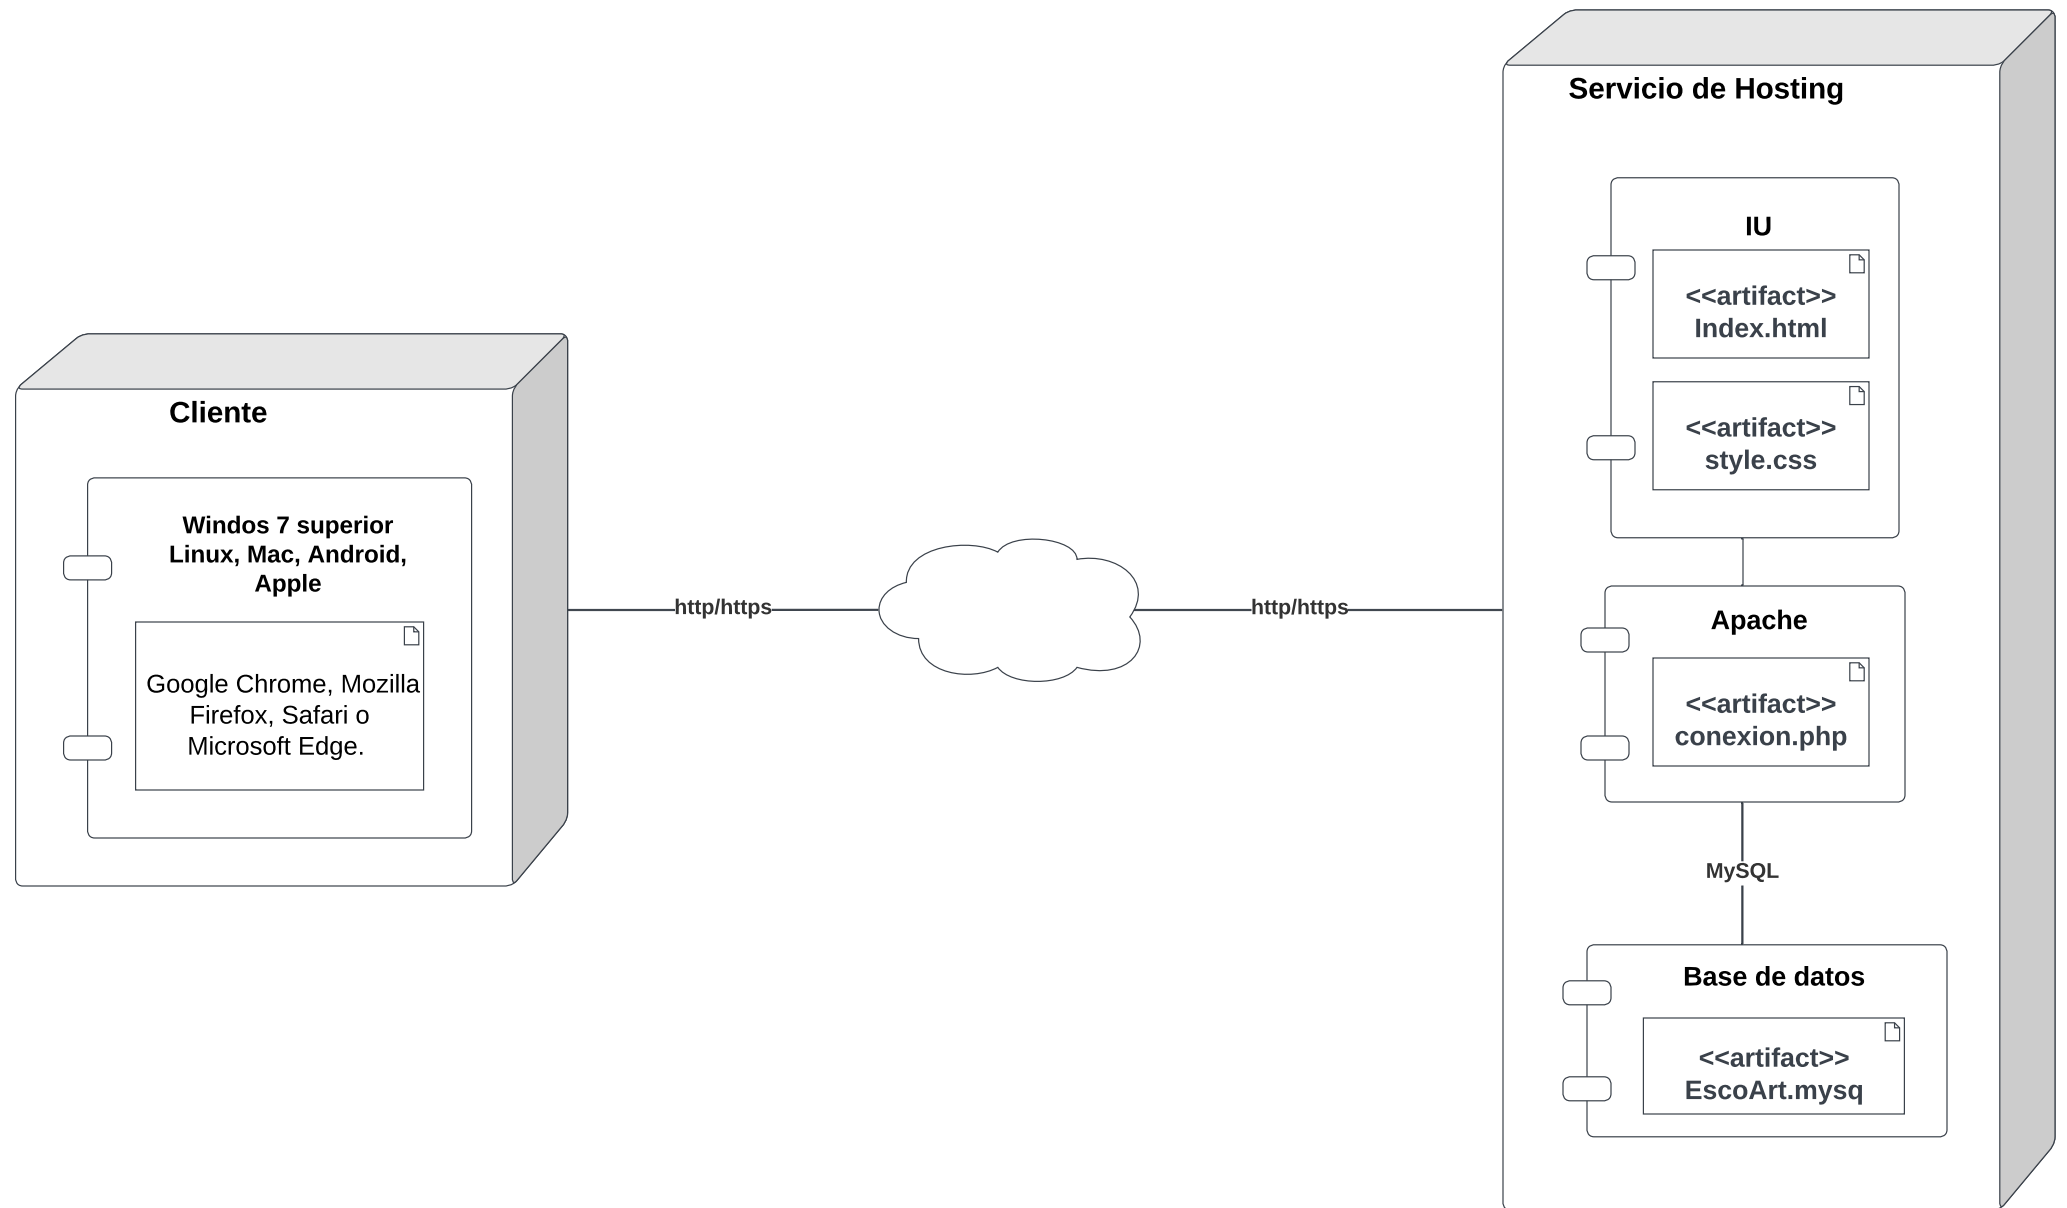 Cliente
Windos 7 superior
Linux, Mac, Android,
Apple
Google Chrome, Mozilla
Firefox, Safari o
Microsoft Edge.
http/https
http/https
Servicio de Hosting
IU
<<artifact>>
Index.html
<<artifact>>
style.css
Apache
<<artifact>>
conexion.php
MySQL
Base de datos
<<artifact>>
EscoArt.mysq